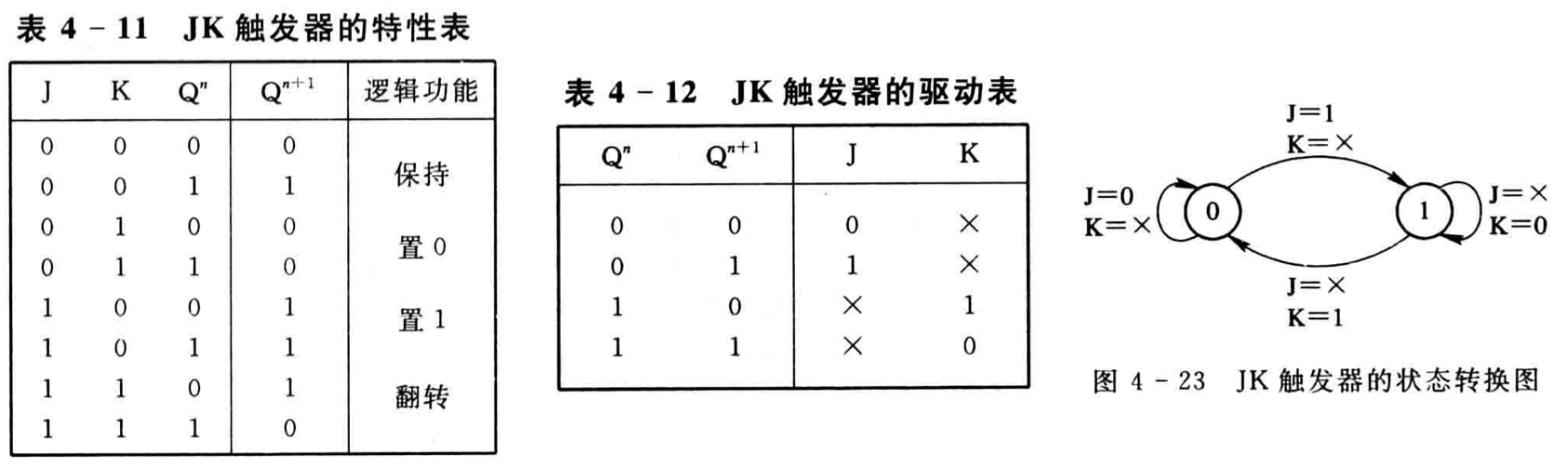 表 4-11 JK 触发器的特性表
J K Qⁿ Qⁿ⁺¹ 逻辑功能
0 0 0 0 保持
0 0 1 1
0 1 0 0 置 0
0 1 1 0
1 0 0 1 置 1
1 0 1 1
1 1 0 1 翻转
1 1 1 0
表 4-12 JK 触发器的驱动表
Qⁿ Qⁿ⁺¹ J K
0 0 0 ×
0 1 1 ×
1 0 × 1
1 1 × 0
J=1
K=×
J=0
K=×
0
1
J=×
K=0
J=×
K=1
图 4-23 JK 触发器的状态转换图